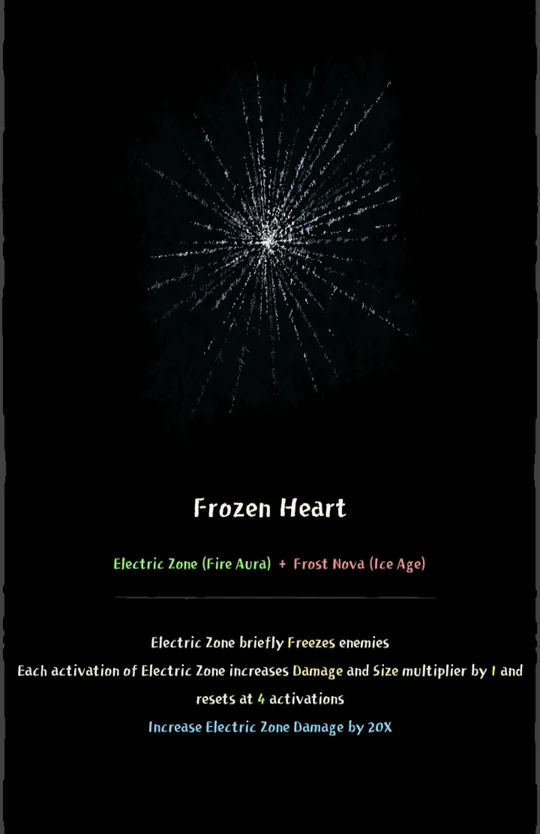 Frozen Heart
Electric Zone (Fire Aura) + Frost Nova (Ice Age)
Electric Zone briefly Freezes enemies
Each activation of Electric Zone increases Damage and Size multiplier by 1 and
resets at 4 activations
Increase Electric Zone Damage by 20X